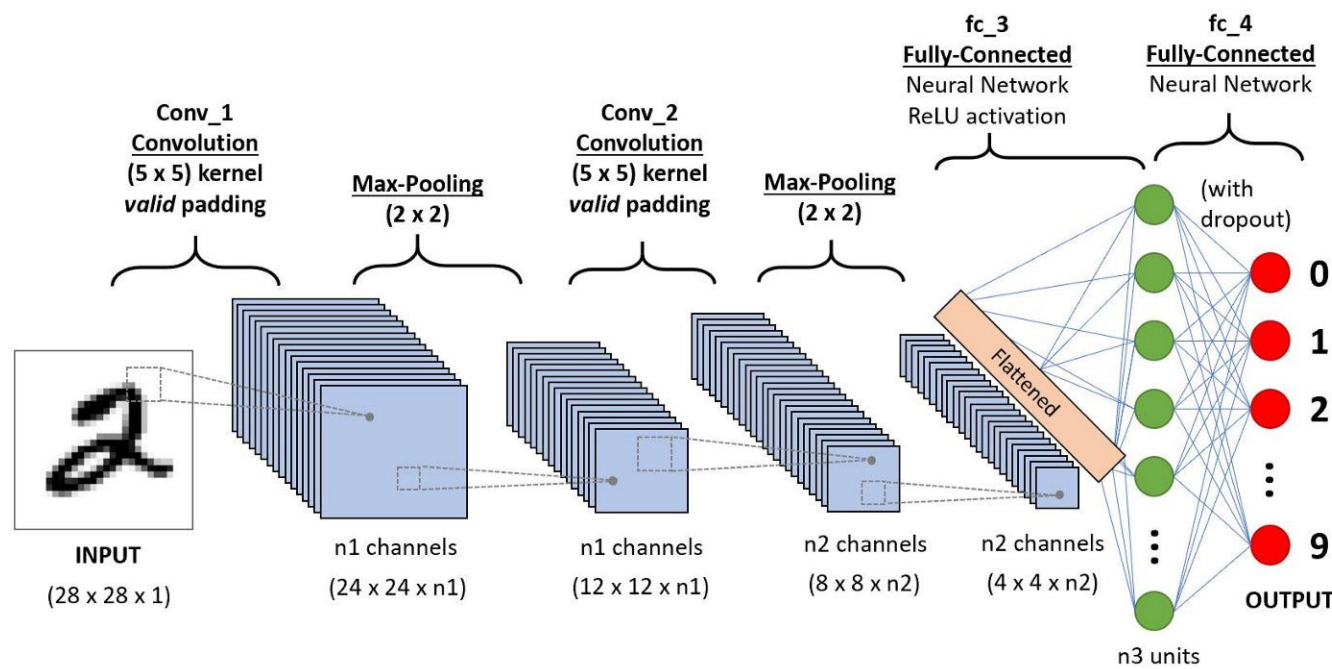 fc_3
Fully-Connected
Neural Network
ReLU activation
fc_4
Fully-Connected
Neural Network
Conv_1
Convolution
(5 x 5) kernel
valid padding
Max-Pooling
(2 x 2)
Conv_2
Convolution
(5 x 5) kernel
valid padding
Max-Pooling
(2 x 2)
(with
dropout)
Flattened
0
1
2
9
INPUT
(28 x 28 x 1)
n1 channels
(24 x 24 x n1)
n1 channels
(12 x 12 x n1)
n2 channels
(8 x 8 x n2)
n2 channels
(4 x 4 x n2)
OUTPUT
n3 units